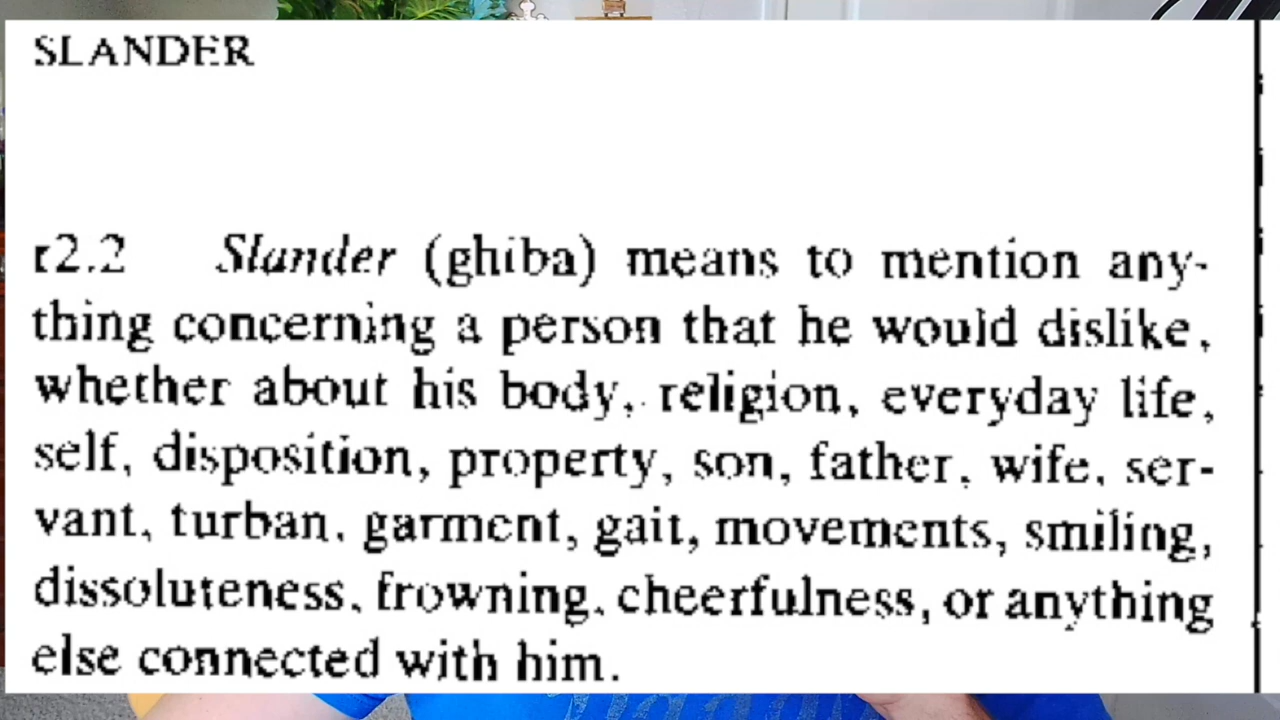 SLANDER
r2.2 Slander (ghiba) means to mention any-
thing concerning a person that he would dislike,
whether about his body, religion, everyday life,
self, disposition, property, son, father, wife, ser-
vant, turban, garment, gait, movements, smiling,
dissoluteness, frowning, cheerfulness, or anything
else connected with him.